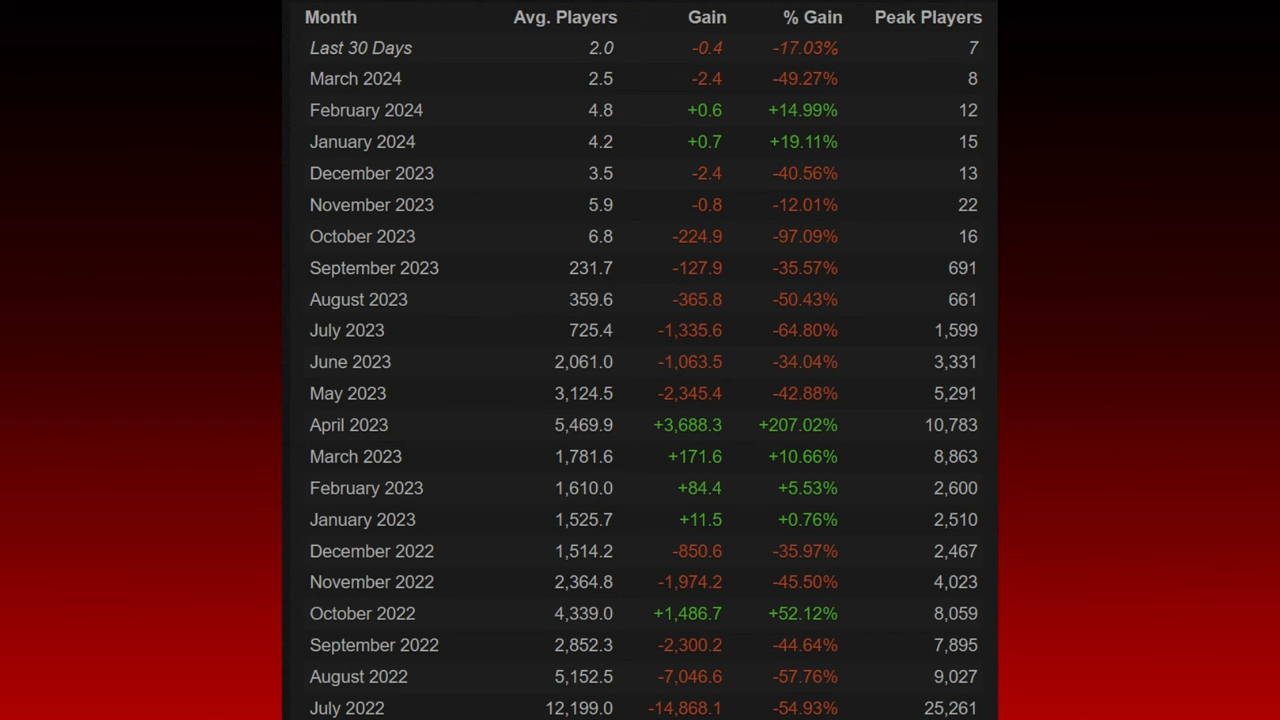 Month Avg. Players Gain % Gain Peak Players
Last 30 Days 2.0 -0.4 -17.03% 7
March 2024 2.5 -2.4 -49.27% 8
February 2024 4.8 +0.6 +14.99% 12
January 2024 4.2 +0.7 +19.11% 15
December 2023 3.5 -2.4 -40.56% 13
November 2023 5.9 -0.8 -12.01% 22
October 2023 6.8 -224.9 -97.09% 16
September 2023 231.7 -127.9 -35.57% 691
August 2023 359.6 -365.8 -50.43% 661
July 2023 725.4 -1,335.6 -64.80% 1,599
June 2023 2,061.0 -1,063.5 -34.04% 3,331
May 2023 3,124.5 -2,345.4 -42.88% 5,291
April 2023 5,469.9 +3,688.3 +207.02% 10,783
March 2023 1,781.6 +171.6 +10.66% 8,863
February 2023 1,610.0 +84.4 +5.53% 2,600
January 2023 1,525.7 +11.5 +0.76% 2,510
December 2022 1,514.2 -850.6 -35.97% 2,467
November 2022 2,364.8 -1,974.2 -45.50% 4,023
October 2022 4,339.0 +1,486.7 +52.12% 8,059
September 2022 2,852.3 -2,300.2 -44.64% 7,895
August 2022 5,152.5 -7,046.6 -57.76% 9,027
July 2022 12,199.0 -14,868.1 -54.93% 25,261